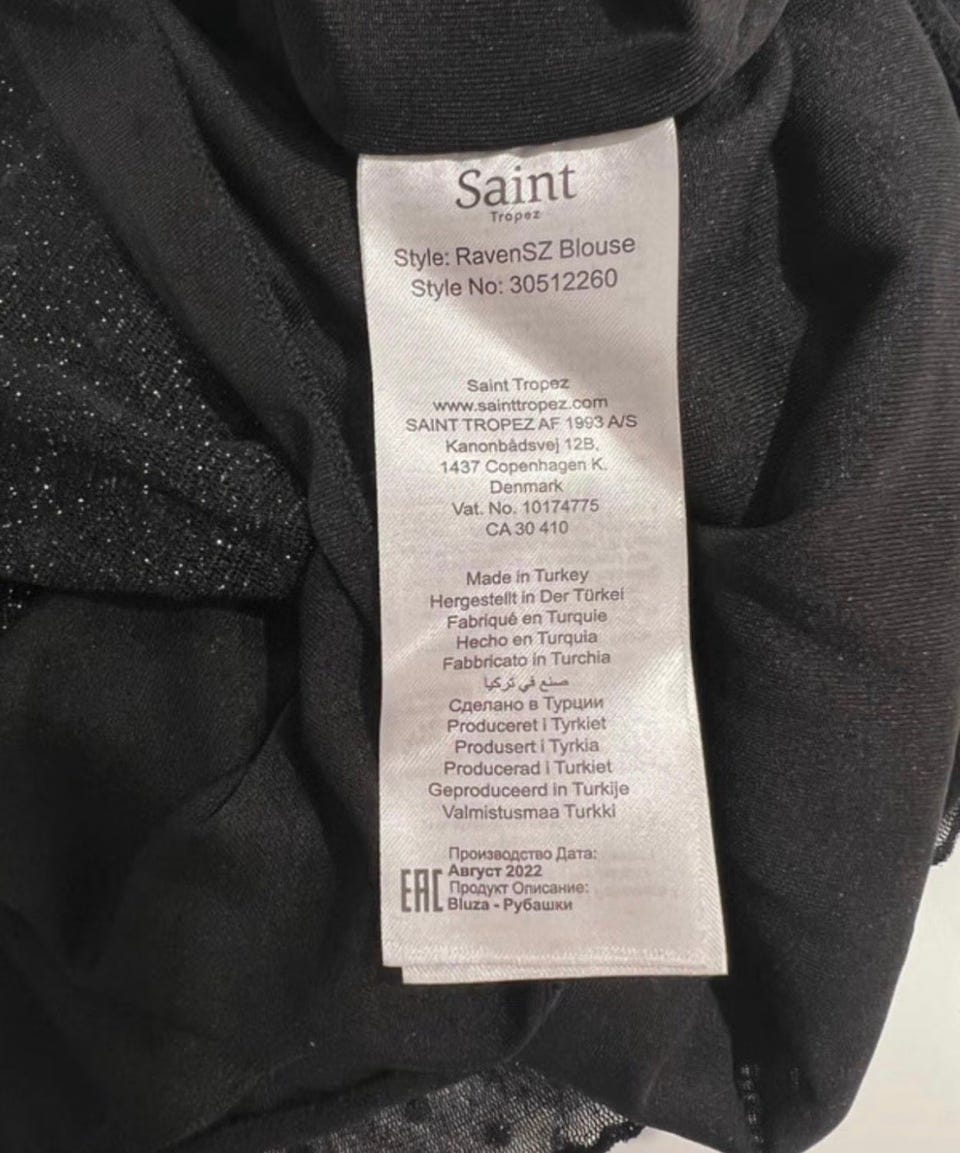 Saint
Tropez
Style: RavenSZ Blouse
Style No: 30512260
Saint Tropez
www.sainttropez.com
SAINT TROPEZ AF 1993 A/S
Kanonbådsvej 12B,
1437 Copenhagen K.
Denmark
Vat. No. 10174775
CA 30 410
Made in Turkey
Hergestellt in Der Türkei
Fabriqué en Turquie
Hecho en Turquia
Fabbricato in Turchia
صنع في تركيا
Сделано в Турции
Produceret i Tyrkiet
Produsert i Tyrkia
Producerad i Turkiet
Geproduceerd in Turkije
Valmistusmaa Turkki
Производство Дата:
Август 2022
EAC Продукт Описание:
Bluza - Рубашки